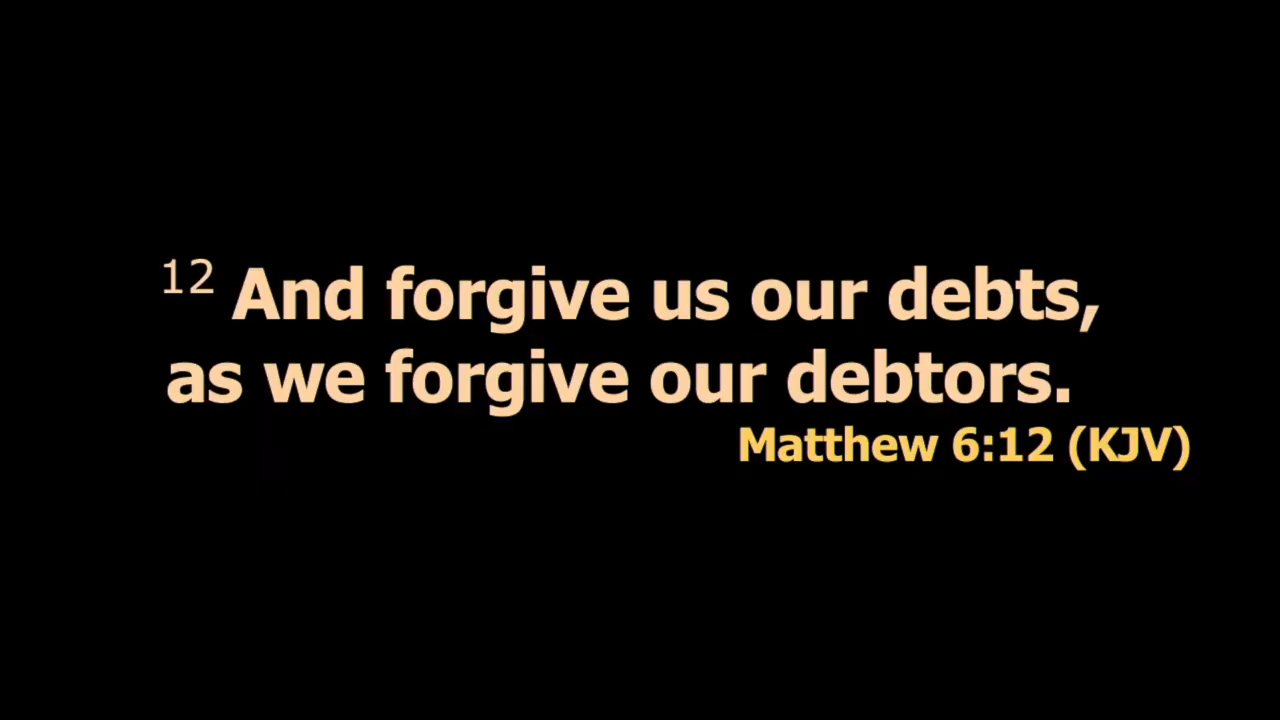 12 And forgive us our debts,
as we forgive our debtors.
Matthew 6:12 (KJV)